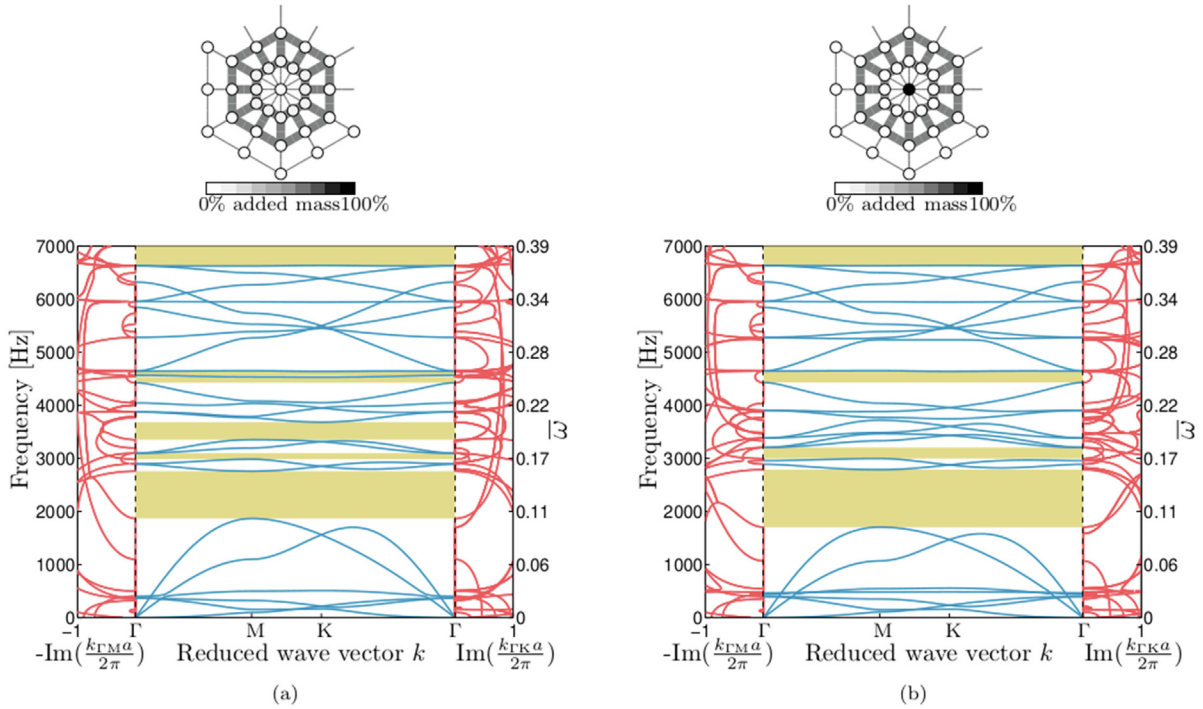 0% added mass100%
0% added mass100%
7000
6000
5000
4000
3000
2000
1000
0
Frequency [Hz]
0.39
0.34
0.28
0.22
0.17
0.11
0.06
0
ω̅
-1 Γ M K Γ 1
-Im(k_ΓM a / 2π) Reduced wave vector k Im(k_ΓK a / 2π)
(a)
7000
6000
5000
4000
3000
2000
1000
0
Frequency [Hz]
0.39
0.34
0.28
0.22
0.17
0.11
0.06
0
ω̅
-1 Γ M K Γ 1
-Im(k_ΓM a / 2π) Reduced wave vector k Im(k_ΓK a / 2π)
(b)